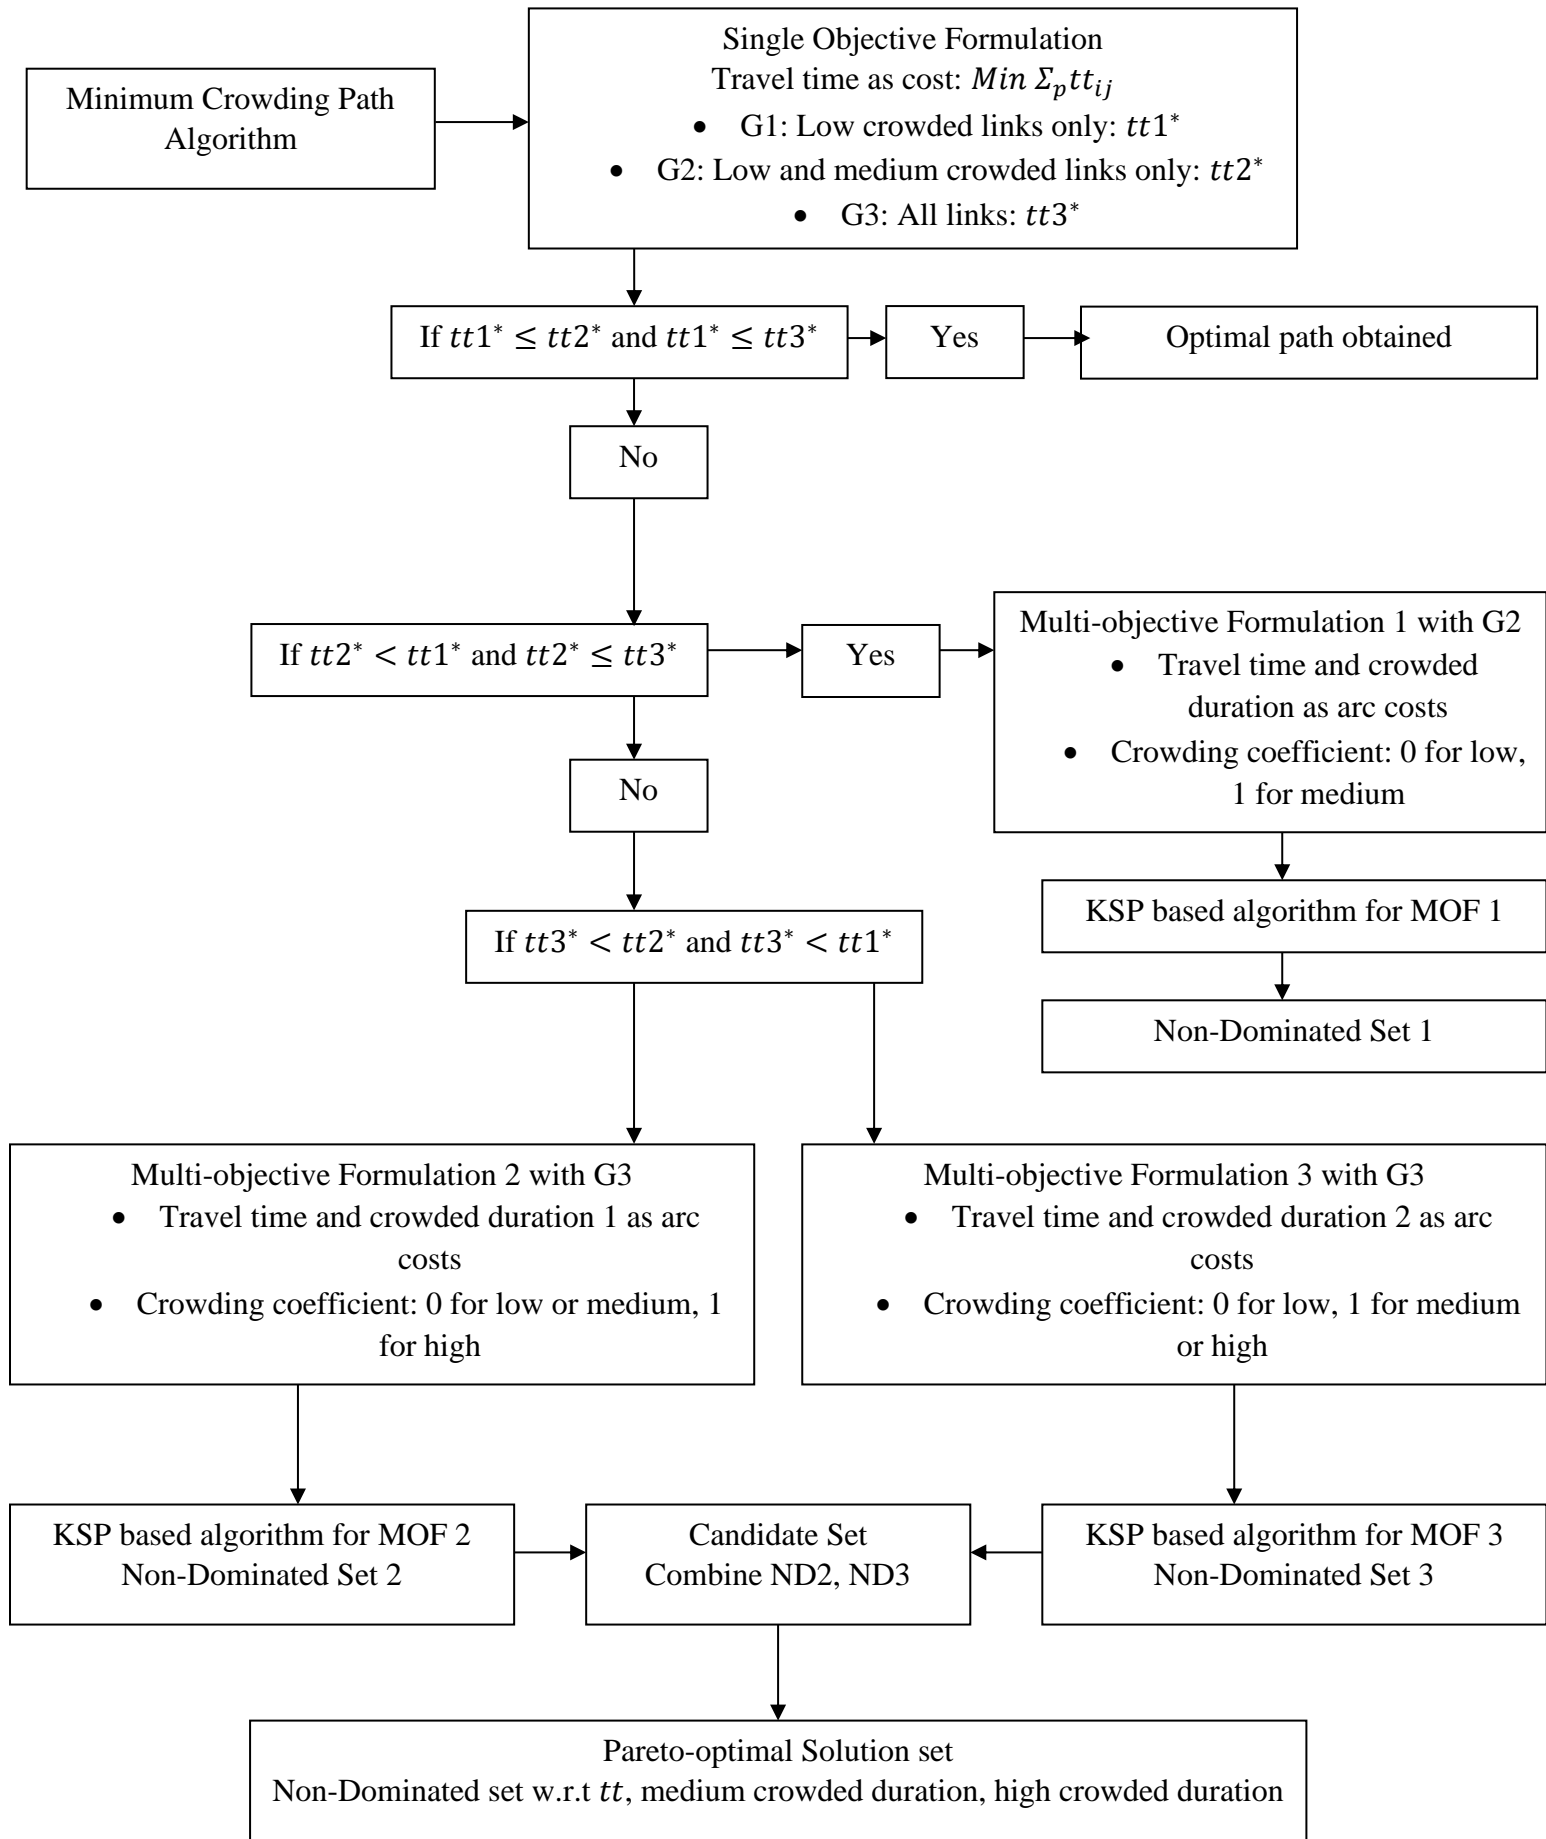 Minimum Crowding Path
Algorithm
Single Objective Formulation
Travel time as cost: Min Σ_p tt_ij
• G1: Low crowded links only: tt1*
• G2: Low and medium crowded links only: tt2*
• G3: All links: tt3*
If tt1* ≤ tt2* and tt1* ≤ tt3*
Yes
Optimal path obtained
No
If tt2* < tt1* and tt2* ≤ tt3*
Yes
Multi-objective Formulation 1 with G2
• Travel time and crowded
duration as arc costs
• Crowding coefficient: 0 for low,
1 for medium
No
KSP based algorithm for MOF 1
If tt3* < tt2* and tt3* < tt1*
Non-Dominated Set 1
Multi-objective Formulation 2 with G3
• Travel time and crowded duration 1 as arc
costs
• Crowding coefficient: 0 for low or medium, 1
for high
Multi-objective Formulation 3 with G3
• Travel time and crowded duration 2 as arc
costs
• Crowding coefficient: 0 for low, 1 for medium
or high
KSP based algorithm for MOF 2
Non-Dominated Set 2
Candidate Set
Combine ND2, ND3
KSP based algorithm for MOF 3
Non-Dominated Set 3
Pareto-optimal Solution set
Non-Dominated set w.r.t tt, medium crowded duration, high crowded duration